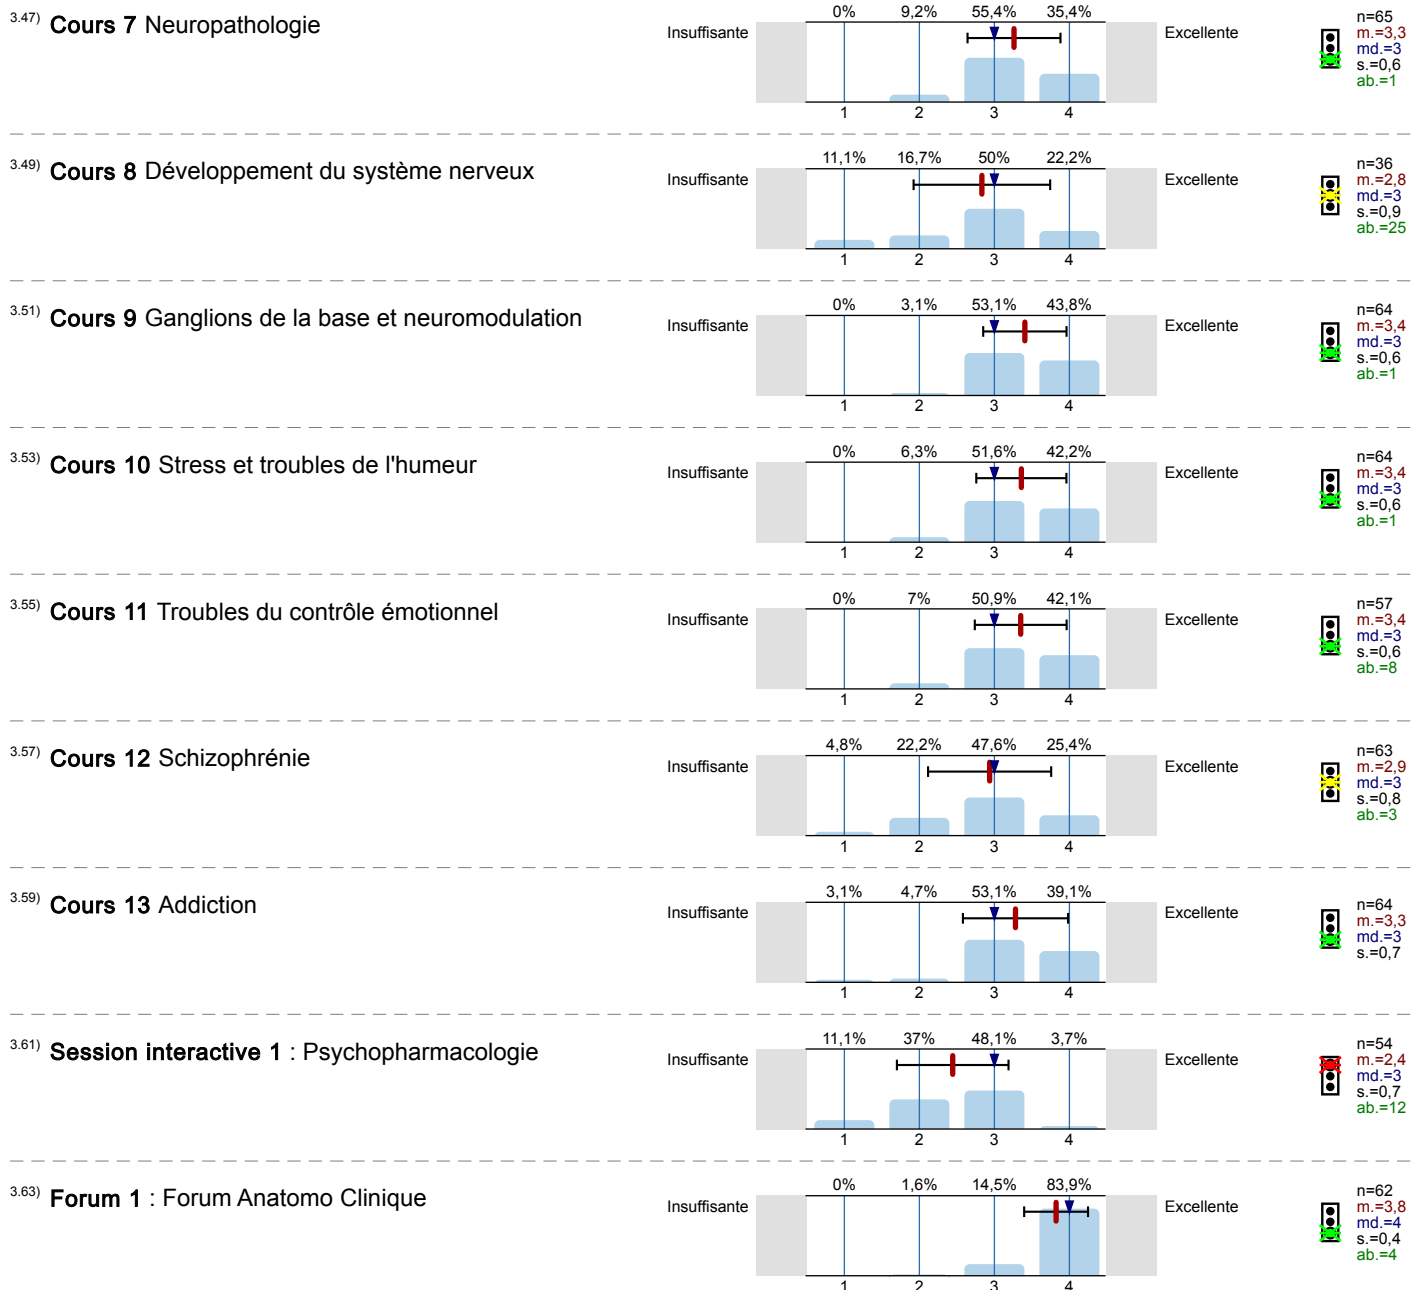 3.47) Cours 7 Neuropathologie
Insuffisante
0% 9,2% 55,4% 35,4%
1 2 3 4
Excellente
n=65
m.=3,3
md.=3
s.=0,6
ab.=1
3.49) Cours 8 Développement du système nerveux
Insuffisante
11,1% 16,7% 50% 22,2%
1 2 3 4
Excellente
n=36
m.=2,8
md.=3
s.=0,9
ab.=25
3.51) Cours 9 Ganglions de la base et neuromodulation
Insuffisante
0% 3,1% 53,1% 43,8%
1 2 3 4
Excellente
n=64
m.=3,4
md.=3
s.=0,6
ab.=1
3.53) Cours 10 Stress et troubles de l'humeur
Insuffisante
0% 6,3% 51,6% 42,2%
1 2 3 4
Excellente
n=64
m.=3,4
md.=3
s.=0,6
ab.=1
3.55) Cours 11 Troubles du contrôle émotionnel
Insuffisante
0% 7% 50,9% 42,1%
1 2 3 4
Excellente
n=57
m.=3,4
md.=3
s.=0,6
ab.=8
3.57) Cours 12 Schizophrénie
Insuffisante
4,8% 22,2% 47,6% 25,4%
1 2 3 4
Excellente
n=63
m.=2,9
md.=3
s.=0,8
ab.=3
3.59) Cours 13 Addiction
Insuffisante
3,1% 4,7% 53,1% 39,1%
1 2 3 4
Excellente
n=64
m.=3,3
md.=3
s.=0,7
3.61) Session interactive 1 : Psychopharmacologie
Insuffisante
11,1% 37% 48,1% 3,7%
1 2 3 4
Excellente
n=54
m.=2,4
md.=3
s.=0,7
ab.=12
3.63) Forum 1 : Forum Anatomo Clinique
Insuffisante
0% 1,6% 14,5% 83,9%
1 2 3 4
Excellente
n=62
m.=3,8
md.=4
s.=0,4
ab.=4